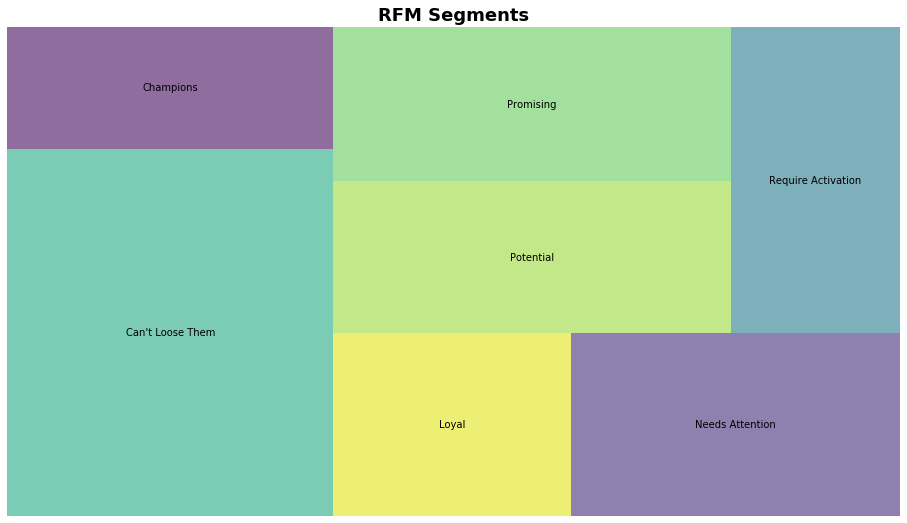 RFM Segments
Champions
Promising
Require Activation
Potential
Can't Loose Them
Loyal
Needs Attention